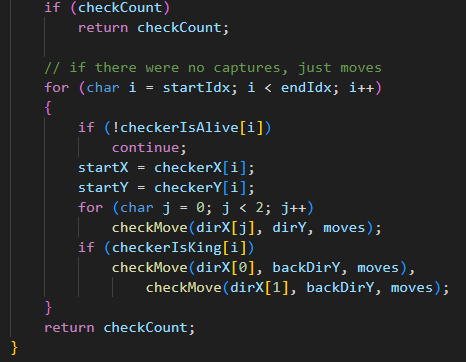 if (checkCount)
return checkCount;
// if there were no captures, just moves
for (char i = startIdx; i < endIdx; i++)
{
if (!checkerIsAlive[i])
continue;
startX = checkerX[i];
startY = checkerY[i];
for (char j = 0; j < 2; j++)
checkMove(dirX[j], dirY, moves);
if (checkerIsKing[i])
checkMove(dirX[0], backDirY, moves),
checkMove(dirX[1], backDirY, moves);
}
return checkCount;
}